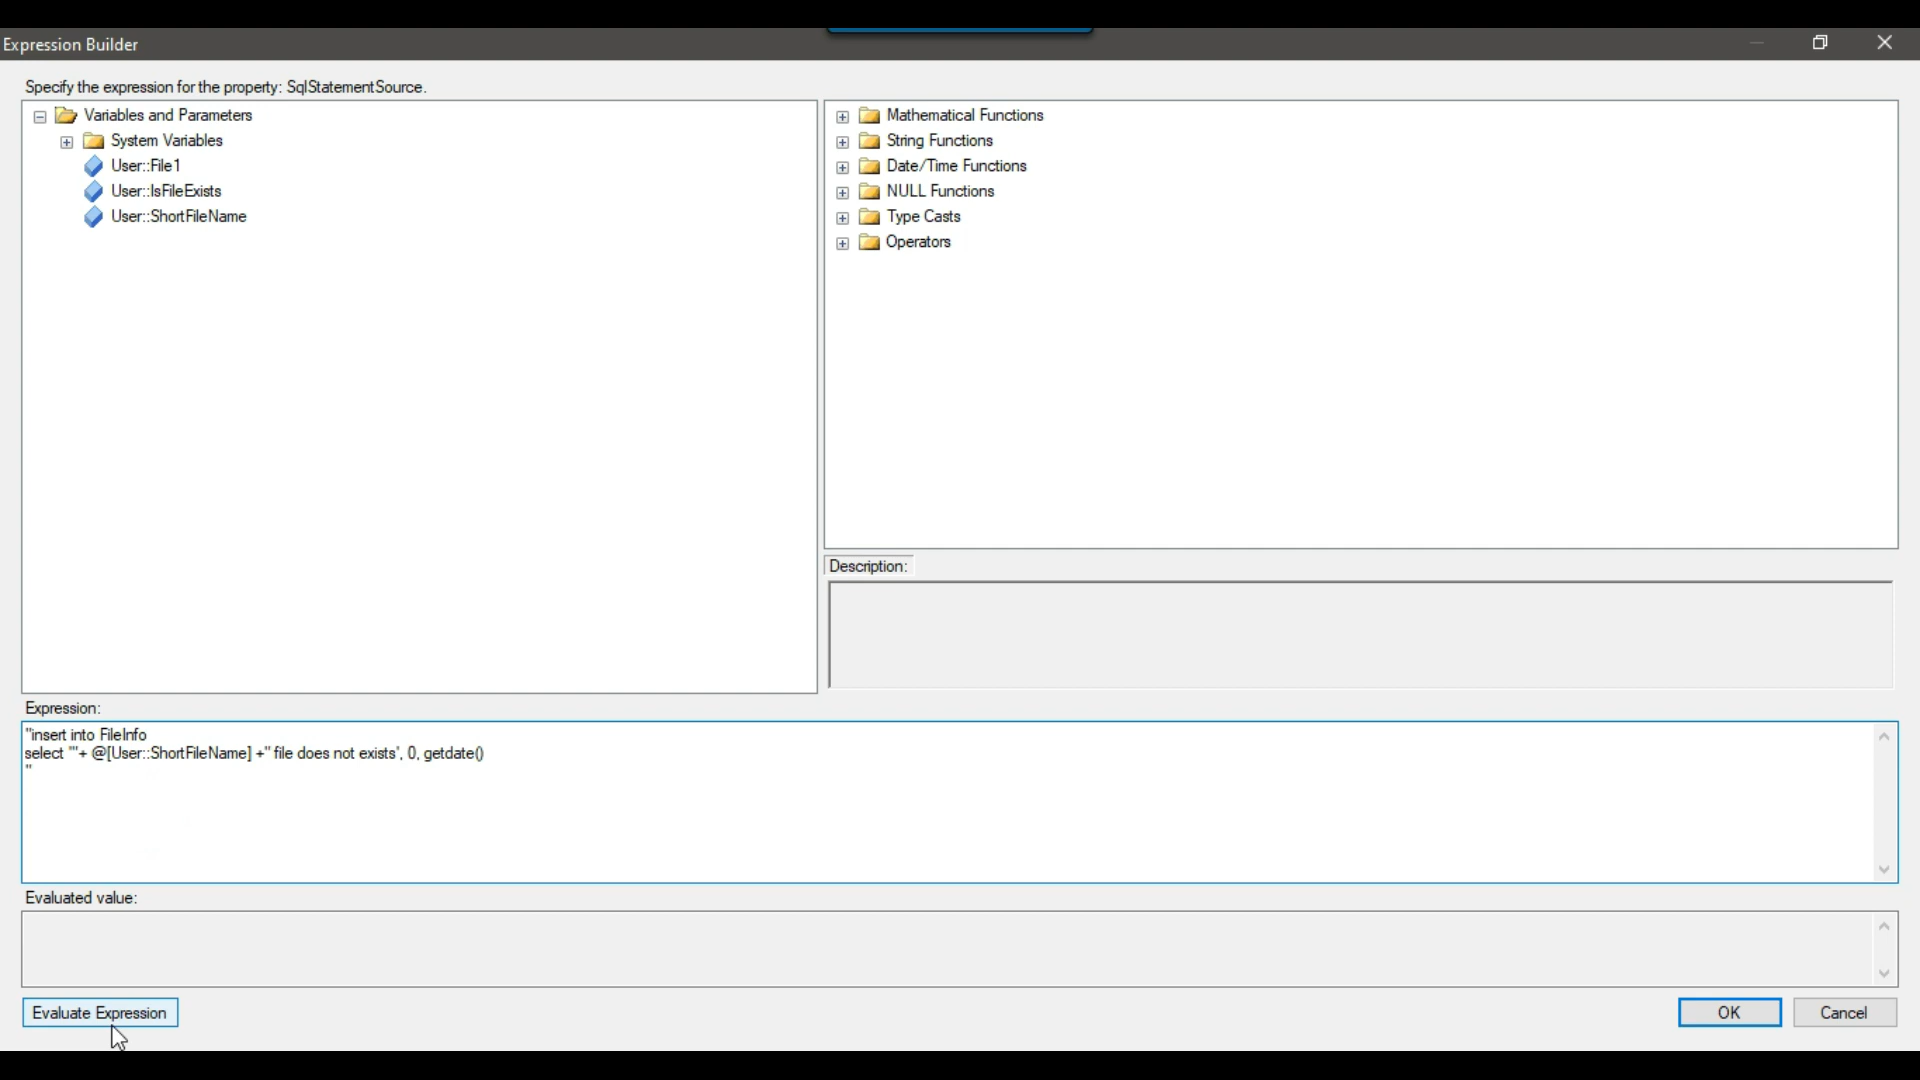 Expression Builder
Specify the expression for the property: SqlStatementSource.
Variables and Parameters
System Variables
User::File1
User::IsFileExists
User::ShortFileName
Mathematical Functions
String Functions
Date/Time Functions
NULL Functions
Type Casts
Operators
Description:
Expression:
"insert into FileInfo
select '"+ @[User::ShortFileName] +" file does not exists', 0, getdate()
"
Evaluated value:
Evaluate Expression
OK
Cancel